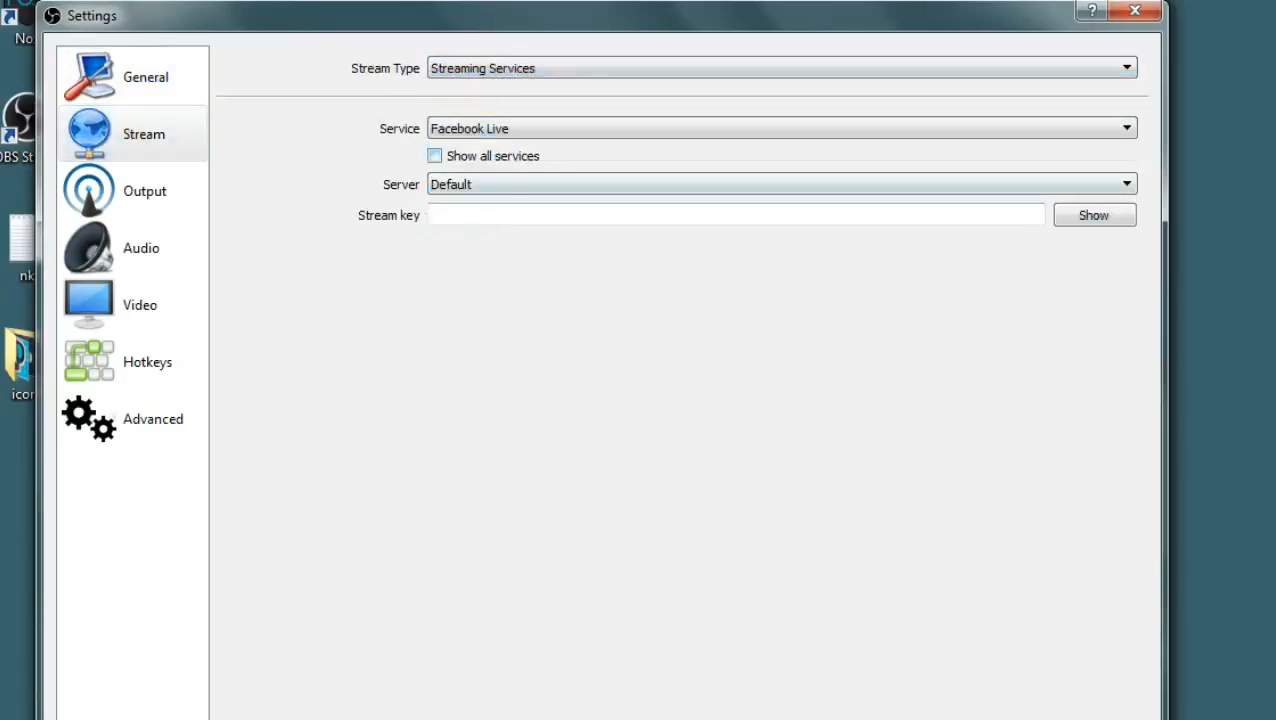 Settings
?
No
OBS St
nk
icon
General
Stream
Output
Audio
Video
Hotkeys
Advanced
Stream Type Streaming Services
Service Facebook Live
Show all services
Server Default
Stream key Show